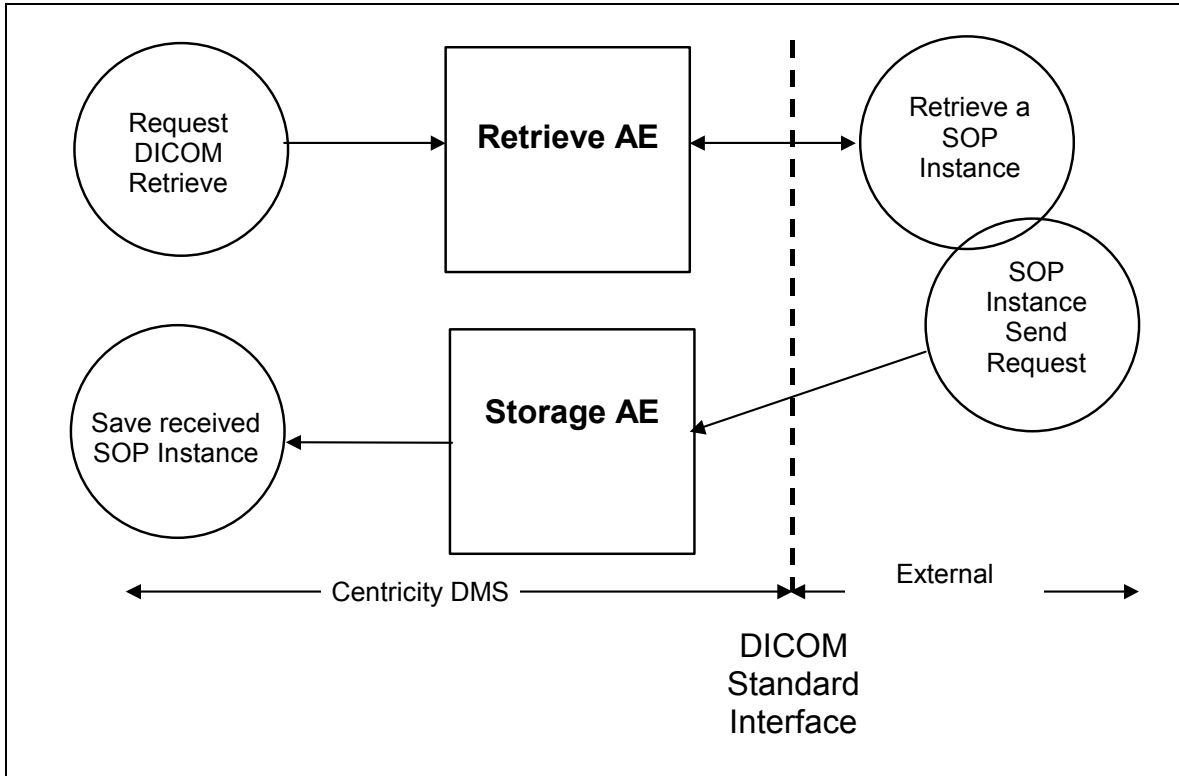 Request
DICOM
Retrieve
Retrieve AE
Retrieve a
SOP
Instance
SOP
Instance
Send
Request
Save received
SOP Instance
Storage AE
Centricity DMS
External
DICOM
Standard
Interface